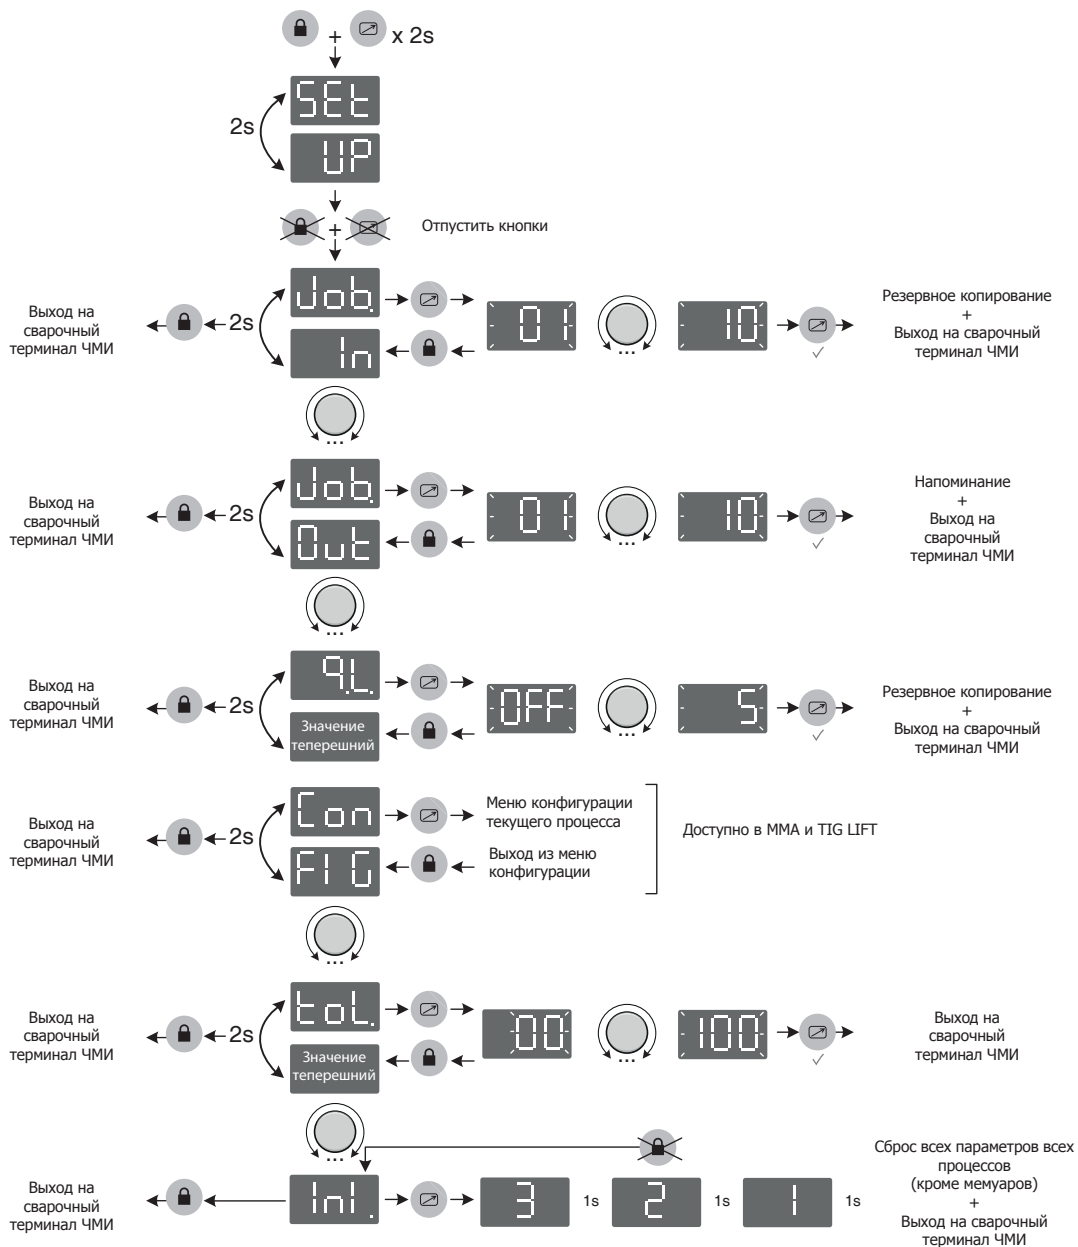 +
x 2s
SEt
2s
UP
+
Отпустить кнопки
Выход на
сварочный
терминал ЧМИ
2s
Job.
In
01
...
10
Резервное копирование
+
Выход на сварочный
терминал ЧМИ
...
Выход на
сварочный
терминал ЧМИ
2s
Job.
Out
01
...
10
Напоминание
+
Выход на
сварочный
терминал ЧМИ
...
Выход на
сварочный
терминал ЧМИ
2s
q.L.
Значение
теперешний
OFF
...
5
Резервное копирование
+
Выход на сварочный
терминал ЧМИ
Выход на
сварочный
терминал ЧМИ
2s
Con
FIG
Меню конфигурации
текущего процесса
Выход из меню
конфигурации
Доступно в MMA и TIG LIFT
...
Выход на
сварочный
терминал ЧМИ
2s
toL.
Значение
теперешний
00
...
100
Выход на
сварочный
терминал ЧМИ
...
Выход на
сварочный
терминал ЧМИ
InI.
3
1s
2
1s
1
1s
Сброс всех параметров всех
процессов
(кроме мемуаров)
+
Выход на сварочный
терминал ЧМИ